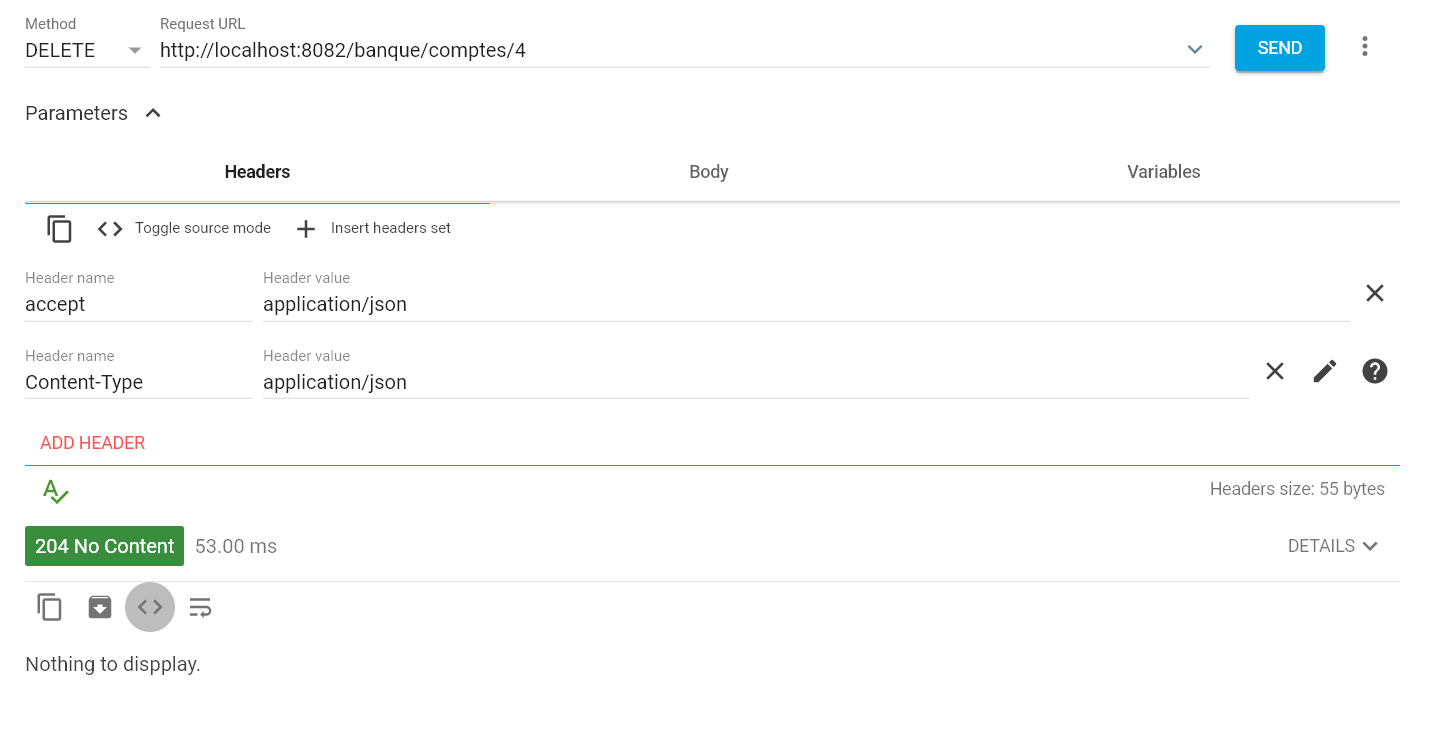 Method
Request URL
DELETE
http://localhost:8082/banque/comptes/4
SEND
Parameters
Headers
Body
Variables
Toggle source mode
Insert headers set
Header name
Header value
accept
application/json
Header name
Header value
Content-Type
application/json
ADD HEADER
Headers size: 55 bytes
204 No Content
53.00 ms
DETAILS
Nothing to dispplay.